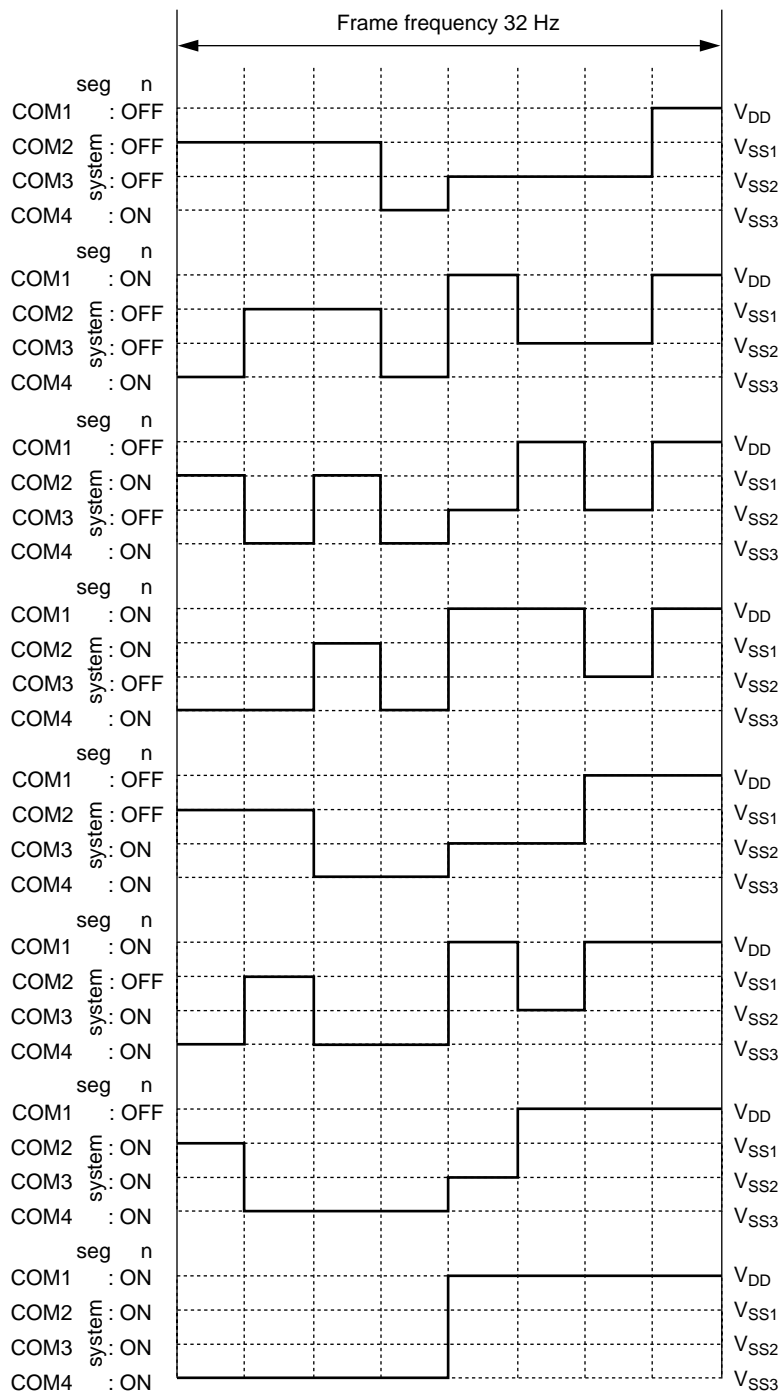 Frame frequency 32 Hz
seg n
COM1 : OFF VDD
COM2 : OFF VSS1
COM3 : OFF VSS2
COM4 : ON VSS3
system
seg n
COM1 : ON VDD
COM2 : OFF VSS1
COM3 : OFF VSS2
COM4 : ON VSS3
system
seg n
COM1 : OFF VDD
COM2 : ON VSS1
COM3 : OFF VSS2
COM4 : ON VSS3
system
seg n
COM1 : ON VDD
COM2 : ON VSS1
COM3 : OFF VSS2
COM4 : ON VSS3
system
seg n
COM1 : OFF VDD
COM2 : OFF VSS1
COM3 : ON VSS2
COM4 : ON VSS3
system
seg n
COM1 : ON VDD
COM2 : OFF VSS1
COM3 : ON VSS2
COM4 : ON VSS3
system
seg n
COM1 : OFF VDD
COM2 : ON VSS1
COM3 : ON VSS2
COM4 : ON VSS3
system
seg n
COM1 : ON VDD
COM2 : ON VSS1
COM3 : ON VSS2
COM4 : ON VSS3
system